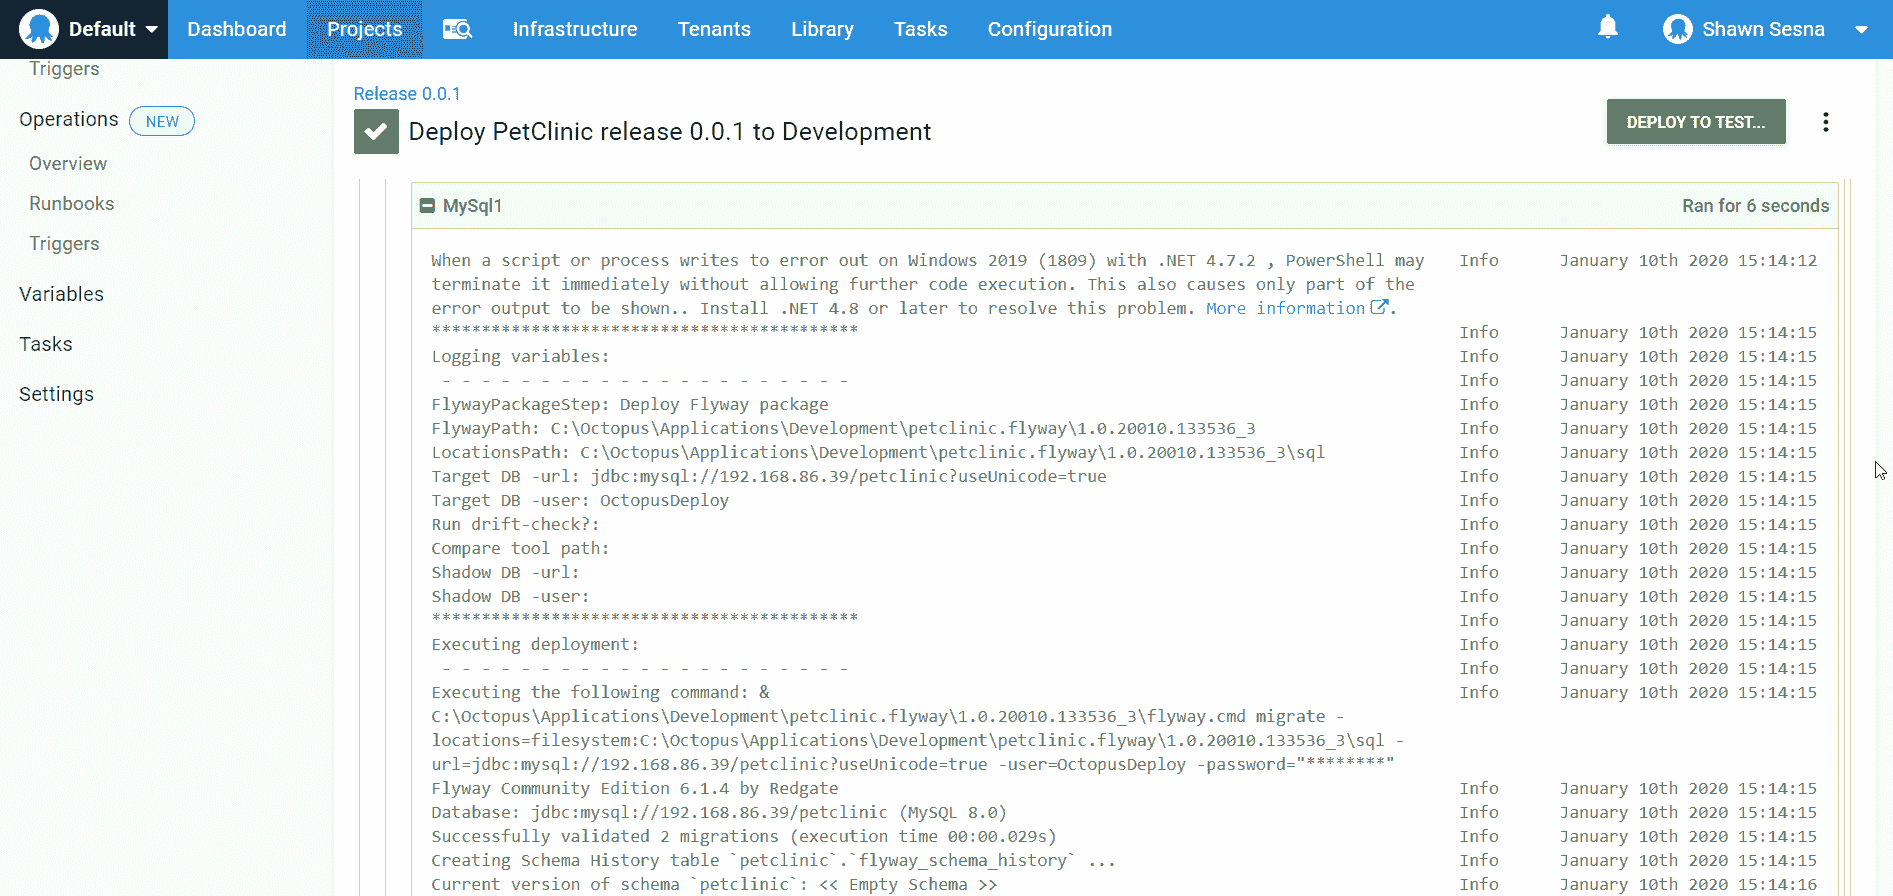 Default Dashboard Projects Infrastructure Tenants Library Tasks Configuration Shawn Sesna
Triggers
Operations NEW
Overview
Runbooks
Triggers
Variables
Tasks
Settings
Release 0.0.1
Deploy PetClinic release 0.0.1 to Development
DEPLOY TO TEST...
MySql1 Ran for 6 seconds
When a script or process writes to error out on Windows 2019 (1809) with .NET 4.7.2 , PowerShell may Info January 10th 2020 15:14:12
terminate it immediately without allowing further code execution. This also causes only part of the
error output to be shown.. Install .NET 4.8 or later to resolve this problem. More information.
******************************************* Info January 10th 2020 15:14:15
Logging variables: Info January 10th 2020 15:14:15
- - - - - - - - - - - - - - - - - - - - - Info January 10th 2020 15:14:15
FlywayPackageStep: Deploy Flyway package Info January 10th 2020 15:14:15
FlywayPath: C:\Octopus\Applications\Development\petclinic.flyway\1.0.20010.133536_3 Info January 10th 2020 15:14:15
LocationsPath: C:\Octopus\Applications\Development\petclinic.flyway\1.0.20010.133536_3\sql Info January 10th 2020 15:14:15
Target DB -url: jdbc:mysql://192.168.86.39/petclinic?useUnicode=true Info January 10th 2020 15:14:15
Target DB -user: OctopusDeploy Info January 10th 2020 15:14:15
Run drift-check?: Info January 10th 2020 15:14:15
Compare tool path: Info January 10th 2020 15:14:15
Shadow DB -url: Info January 10th 2020 15:14:15
Shadow DB -user: Info January 10th 2020 15:14:15
******************************************* Info January 10th 2020 15:14:15
Executing deployment: Info January 10th 2020 15:14:15
- - - - - - - - - - - - - - - - - - - - - Info January 10th 2020 15:14:15
Executing the following command: & Info January 10th 2020 15:14:15
C:\Octopus\Applications\Development\petclinic.flyway\1.0.20010.133536_3\flyway.cmd migrate -
locations=filesystem:C:\Octopus\Applications\Development\petclinic.flyway\1.0.20010.133536_3\sql -
url=jdbc:mysql://192.168.86.39/petclinic?useUnicode=true -user=OctopusDeploy -password="********"
Flyway Community Edition 6.1.4 by Redgate Info January 10th 2020 15:14:15
Database: jdbc:mysql://192.168.86.39/petclinic (MySQL 8.0) Info January 10th 2020 15:14:15
Successfully validated 2 migrations (execution time 00:00.029s) Info January 10th 2020 15:14:15
Creating Schema History table `petclinic`.`flyway_schema_history` ... Info January 10th 2020 15:14:15
Current version of schema `petclinic`: << Empty Schema >> Info January 10th 2020 15:14:16